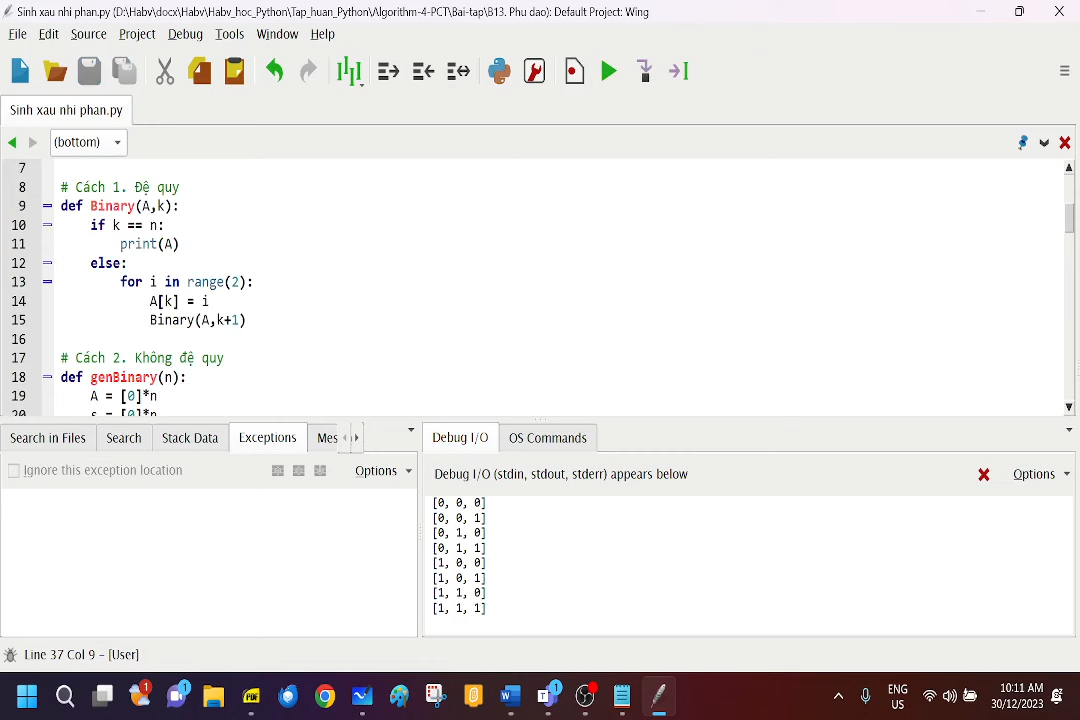 Sinh xau nhi phan.py (D:\Habv\docx\Habv\Habv_hoc_Python\Tap_huan_Python\Algorithm-4-PCT\Bai-tap\B13. Phu dao): Default Project: Wing
File Edit Source Project Debug Tools Window Help
Sinh xau nhi phan.py
(bottom)
7
8 # Cách 1. Đệ quy
9 def Binary(A,k):
10 if k == n:
11 print(A)
12 else:
13 for i in range(2):
14 A[k] = i
15 Binary(A,k+1)
16
17 # Cách 2. Không đệ quy
18 def genBinary(n):
19 A = [0]*n
20 s = [0]*n
Search in Files Search Stack Data Exceptions Mes
Ignore this exception location Options
Debug I/O OS Commands
Debug I/O (stdin, stdout, stderr) appears below Options
[0, 0, 0]
[0, 0, 1]
[0, 1, 0]
[0, 1, 1]
[1, 0, 0]
[1, 0, 1]
[1, 1, 0]
[1, 1, 1]
Line 37 Col 9 – [User]
1
1
PDF
1
ENG
US
10:11 AM
30/12/2023